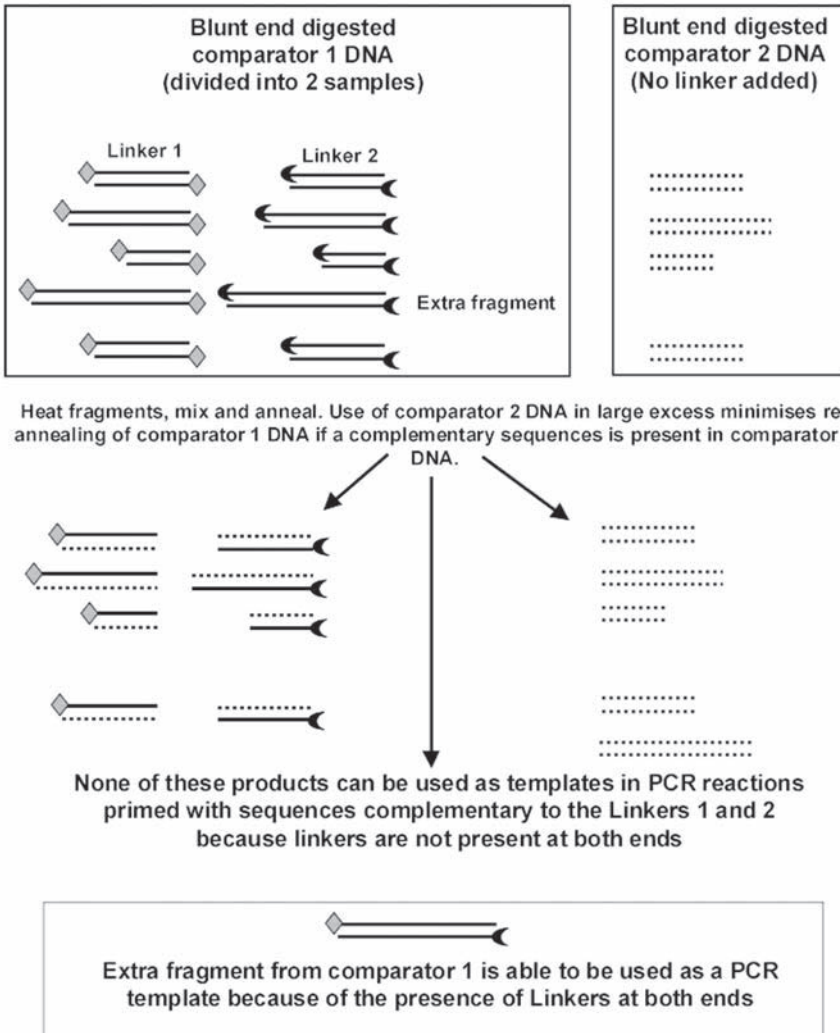 Blunt end digested
comparator 1 DNA
(divided into 2 samples)
Blunt end digested
comparator 2 DNA
(No linker added)
Linker 1
Linker 2
Extra fragment
Heat fragments, mix and anneal. Use of comparator 2 DNA in large excess minimises re
annealing of comparator 1 DNA if a complementary sequences is present in comparator
DNA.
None of these products can be used as templates in PCR reactions
primed with sequences complementary to the Linkers 1 and 2
because linkers are not present at both ends
Extra fragment from comparator 1 is able to be used as a PCR
template because of the presence of Linkers at both ends